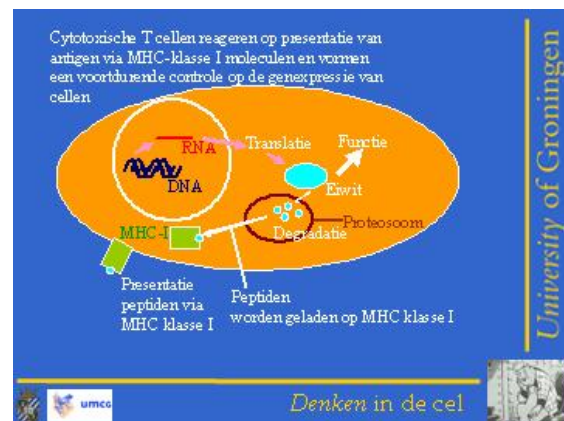 Cytotoxische T cellen reageren op presentatie van
antigen via MHC-klasse I moleculen en vormen
een voortdurende controle op de genexpressie van
cellen
RNA
DNA
Translatie
Functie
Eiwit
Proteosoom
Degradatie
MHC-I
Presentatie
peptiden via
MHC klasse I
Peptiden
worden geladen op MHC klasse I
University of Groningen
umcg
Denken in de cel